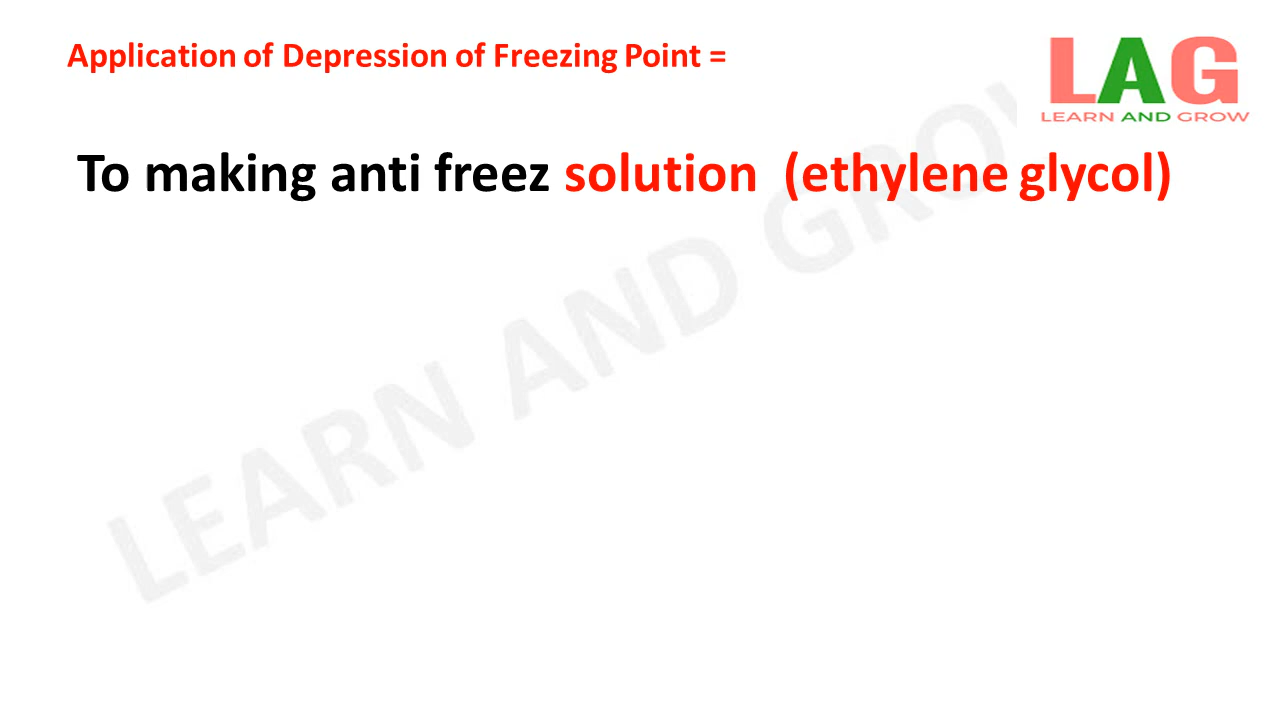 Application of Depression of Freezing Point =
LAG
LEARN AND GROW
To making anti freez solution (ethylene glycol)
LEARN AND GROW